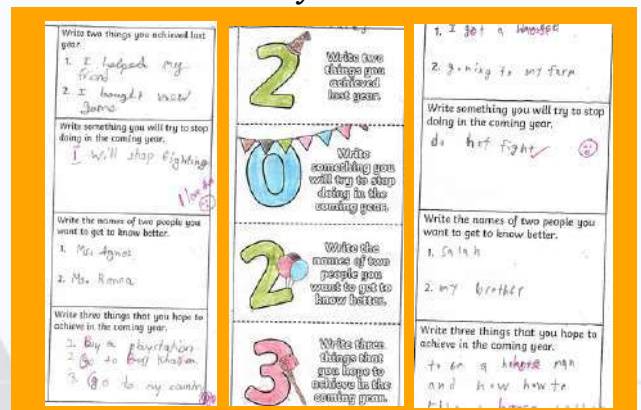 Write two things you achieved last
year.
1. I helped my
friend
2. I bought
game
Write something you will try to stop
doing in the coming year.
I will stop fighting
I love
Write the names of two people you
want to get to know better.
1. Ms. Agnes
2. Ms. Ranna
Write three things that you hope to
achieve in the coming year.
1. Buy a playstation
2. Go to
3. Go to my country
2
Write two
things you
achieved
last year.
0
Write
something you
will try to stop
doing in the
coming year.
2
Write the
names of two
people you
want to get to
know better.
3
Write three
things that
you hope to
achieve in the
coming year.
1. I got a
2. goming to my farm
Write something you will try to stop
doing in the coming year.
do not fight
Write the names of two people you
want to get to know better.
1. Salah
2. my brother
Write three things that you hope to
achieve in the coming year.
to on a
and how how to